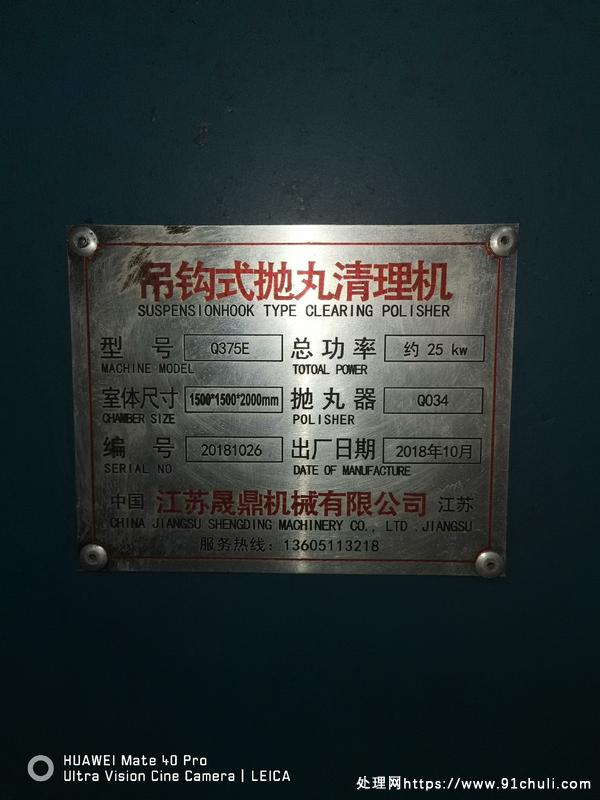 吊钩式抛丸清理机
SUSPENSIONHOOK TYPE CLEARING POLISHER
型号 Q375E 总功率 约 25 kw
MACHINE MODEL TOTOAL POWER
室体尺寸 1500*1500*2000mm 抛丸器 Q034
CHAMBER SIZE POLISHER
编号 20181026 出厂日期 2018年10月
SERIAL NO DATE OF MANUFACTURE
中国 江苏晟鼎机械有限公司 江苏
CHINA JIANGSU SHENGDING MACHINERY CO., LTD .JIANGSU
服务热线：13605113218
HUAWEI Mate 40 Pro
Ultra Vision Cine Camera | LEICA
处理网https://www.91chuli.com